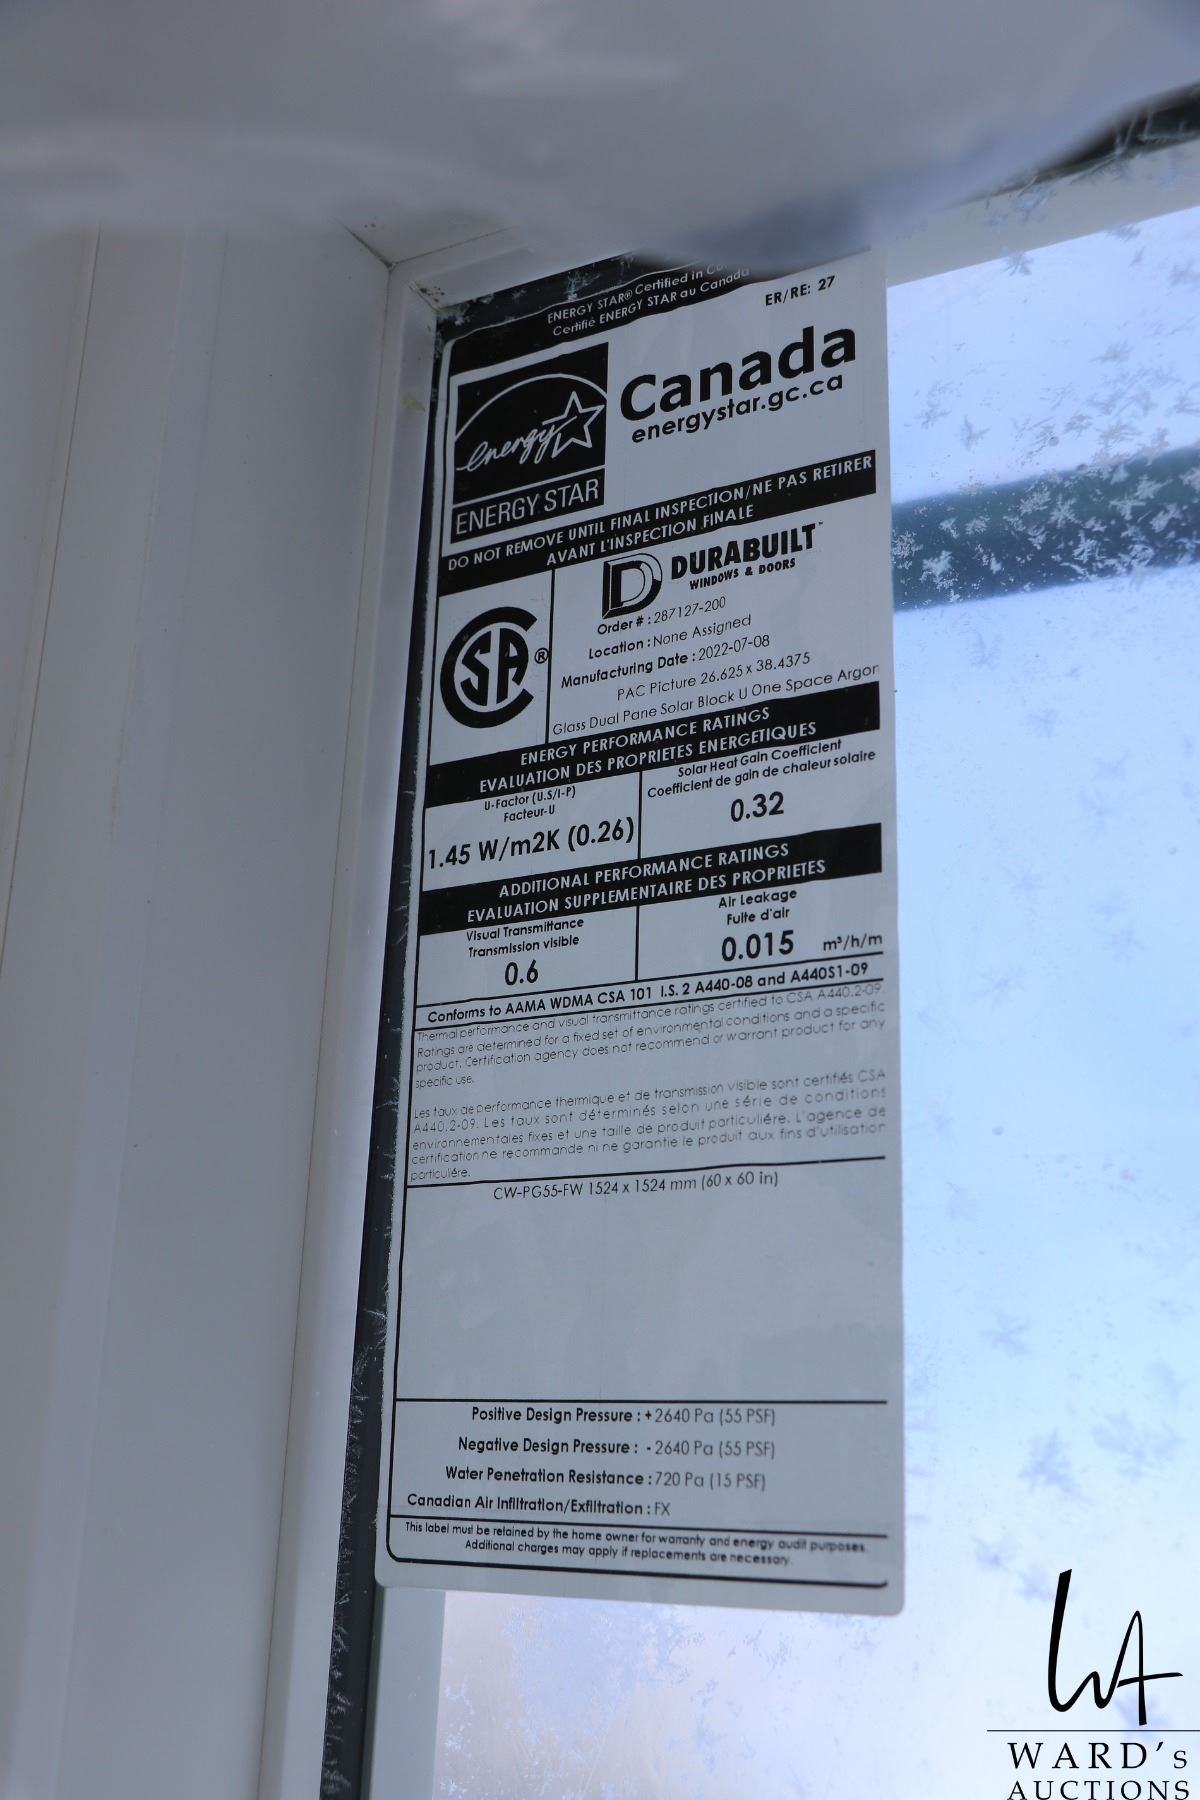 ENERGY STAR® Certified in
Certifié ENERGY STAR au Canada
ER/RE: 27
energy
ENERGY STAR
Canada
energystar.gc.ca
DO NOT REMOVE UNTIL FINAL INSPECTION/NE PAS RETIRER
AVANT L'INSPECTION FINALE
CSA®
D DURABUILT™
WINDOWS & DOORS
Order # : 287127-200
Location : None Assigned
Manufacturing Date : 2022-07-08
PAC Picture 26.625 x 38.4375
Glass Dual Pane Solar Block U One Space Argon
ENERGY PERFORMANCE RATINGS
EVALUATION DES PROPRIETES ENERGETIQUES
U-Factor (U.S/I-P)
Facteur-U
1.45 W/m2K (0.26)
Solar Heat Gain Coefficient
Coefficient de gain de chaleur solaire
0.32
ADDITIONAL PERFORMANCE RATINGS
EVALUATION SUPPLEMENTAIRE DES PROPRIETES
Visual Transmittance
Transmission visible
0.6
Air Leakage
Fuite d'air
0.015 m³/h/m
Conforms to AAMA WDMA CSA 101 I.S. 2 A440-08 and A440S1-09
Thermal performance and visual transmittance ratings certified to CSA A440.2-09.
Ratings are determined for a fixed set of environmental conditions and a specific
product. Certification agency does not recommend or warrant product for any
specific use.
Les taux de performance thermique et de transmission visible sont certifiés CSA
A440.2-09. Les taux sont déterminés selon une série de conditions
environnementales fixes et une taille de produit particulière. L'agence de
certification ne recommande ni ne garantie le produit aux fins d'utilisation
particulière.
CW-PG55-FW 1524 x 1524 mm (60 x 60 in)
Positive Design Pressure : +2640 Pa (55 PSF)
Negative Design Pressure : -2640 Pa (55 PSF)
Water Penetration Resistance : 720 Pa (15 PSF)
Canadian Air Infiltration/Exfiltration : FX
This label must be retained by the home owner for warranty and energy audit purposes.
Additional charges may apply if replacements are necessary.
WA
WARD'S
AUCTIONS